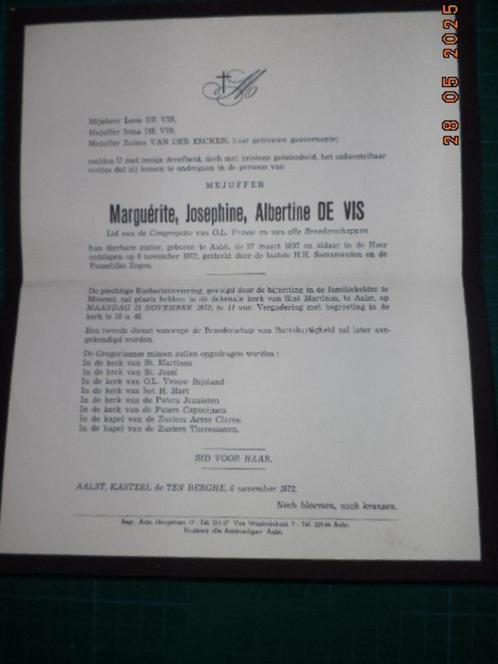 28 05 2025
Mijnheer Leon DE VIS,
Mejuffer Irma DE VIS,
Mejuffer Zulma VAN DER EECKEN, haar getrouwe gouvernante;
melden U met innige droefheid, doch met kristene gelatenheid, het onherstelbaar
verlies dat zij komen te ondergaan in de persoon van
MEJUFFER
Marguérite, Josephine, Albertine DE VIS
Lid van de Congregatie van O.L. Vrouw en van alle Broederschappen
hun dierbare zuster, geboren te Aalst, de 27 maart 1897 en aldaar in de Heer
ontslapen op 6 november 1972, gesterkt door de laatste H.H. Sacramenten en de
Pauselijke Zegen.
De plechtige Eucharistieviering, gevolgd door de bijzetting in de familiekelder te
Moorsel, zal plaats hebben in de dekenale kerk van Sint Martinus, te Aalst, op
MAANDAG 13 NOVEMBER 1972, te 11 uur. Vergadering met begroeting in de
kerk te 10 u. 40.
Een tweede dienst vanwege de Broederschap van Barmhartigheid zal later aan-
gekondigd worden.
De Gregoriaanse missen zullen opgedragen worden :
In de kerk van St. Martinus
In de kerk van St. Jozef
In de kerk van O.L. Vrouw Bijstand
In de kerk van het H. Hart
In de kerk van de Paters Jezuïeten
In de kerk van de Paters Capucijnen
In de kapel van de Zusters Arme Claren
In de kapel van de Zusters Theresianen.
BID VOOR HAAR.
AALST, KASTEEL de TEN BERGHE, 6 november 1972.
Noch bloemen, noch kransen.
Tel.
Tel.
Aalst.
Drukkerij «De Aankondiger» Aalst.